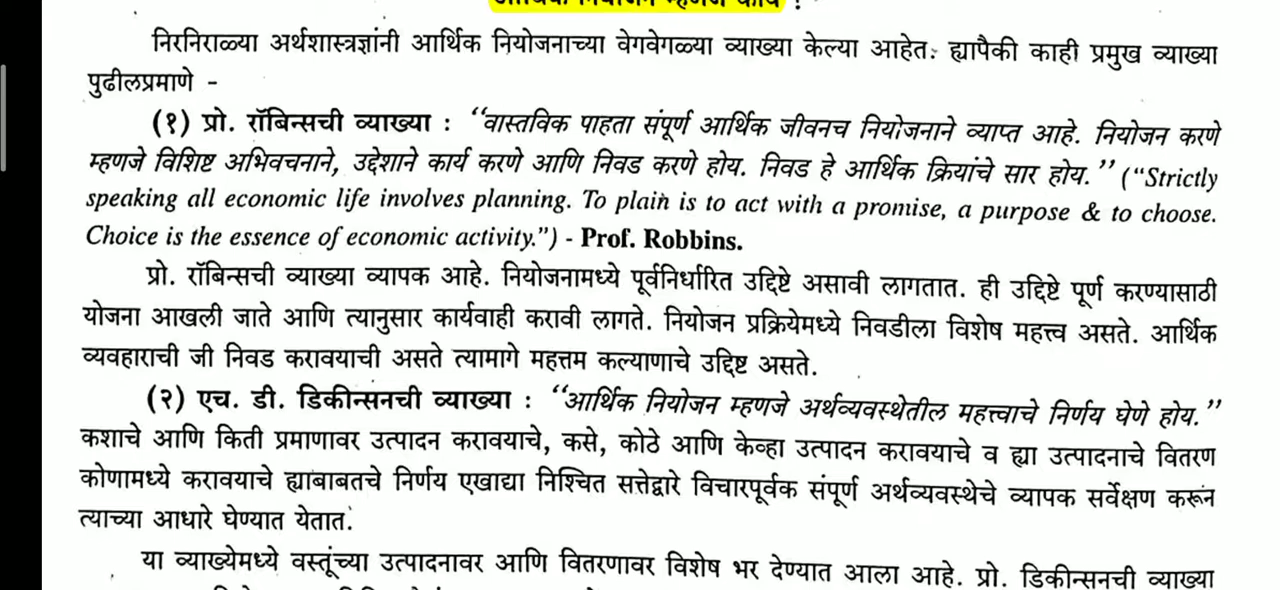 आर्थिक नियोजन म्हणजे काय ?
निरनिराळ्या अर्थशास्त्रज्ञांनी आर्थिक नियोजनाच्या वेगवेगळ्या व्याख्या केल्या आहेत. ह्यापैकी काही प्रमुख व्याख्या
पुढीलप्रमाणे -
(१) प्रो. रॉबिन्सची व्याख्या : “वास्तविक पाहता संपूर्ण आर्थिक जीवनच नियोजनाने व्याप्त आहे. नियोजन करणे
म्हणजे विशिष्ट अभिवचनाने, उद्देशाने कार्य करणे आणि निवड करणे होय. निवड हे आर्थिक क्रियांचे सार होय.” (“Strictly
speaking all economic life involves planning. To plain is to act with a promise, a purpose & to choose.
Choice is the essence of economic activity.”) - Prof. Robbins.
प्रो. रॉबिन्सची व्याख्या व्यापक आहे. नियोजनामध्ये पूर्वनिर्धारित उद्दिष्टे असावी लागतात. ही उद्दिष्टे पूर्ण करण्यासाठी
योजना आखली जाते आणि त्यानुसार कार्यवाही करावी लागते. नियोजन प्रक्रियेमध्ये निवडीला विशेष महत्त्व असते. आर्थिक
व्यवहाराची जी निवड करावयाची असते त्यामागे महत्तम कल्याणाचे उद्दिष्ट असते.
(२) एच. डी. डिकीन्सनची व्याख्या : “आर्थिक नियोजन म्हणजे अर्थव्यवस्थेतील महत्त्वाचे निर्णय घेणे होय.”
कशाचे आणि किती प्रमाणावर उत्पादन करावयाचे, कसे, कोठे आणि केव्हा उत्पादन करावयाचे व ह्या उत्पादनाचे वितरण
कोणामध्ये करावयाचे ह्याबाबतचे निर्णय एखाद्या निश्चित सत्तेद्वारे विचारपूर्वक संपूर्ण अर्थव्यवस्थेचे व्यापक सर्वेक्षण करून
त्याच्या आधारे घेण्यात येतात.
या व्याख्येमध्ये वस्तूंच्या उत्पादनावर आणि वितरणावर विशेष भर देण्यात आला आहे. प्रो. डिकीन्सनची व्याख्या